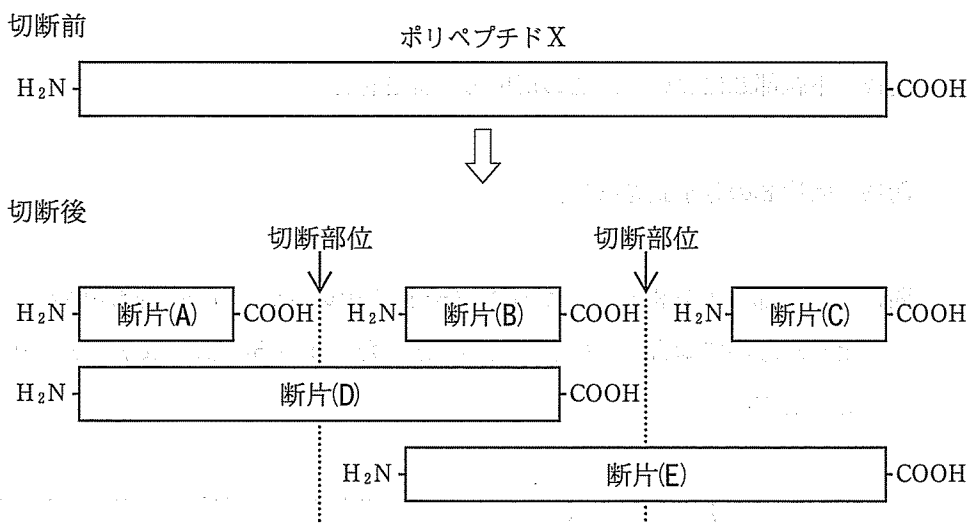 切断前
ポリペプチドX
H₂N COOH
切断後
切断部位 切断部位
H₂N 断片(A) COOH H₂N 断片(B) COOH H₂N 断片(C) COOH
H₂N 断片(D) COOH
H₂N 断片(E) COOH